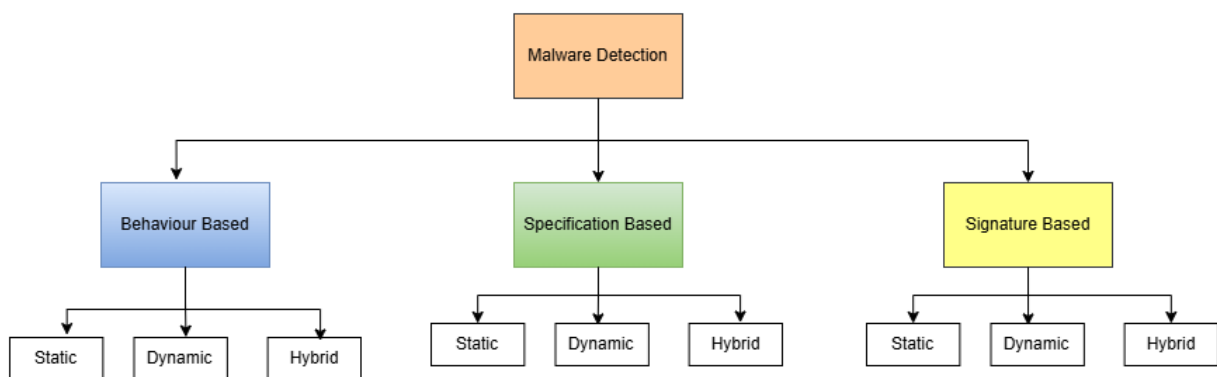 Malware Detection
Behaviour Based
Specification Based
Signature Based
Static
Dynamic
Hybrid
Static
Dynamic
Hybrid
Static
Dynamic
Hybrid